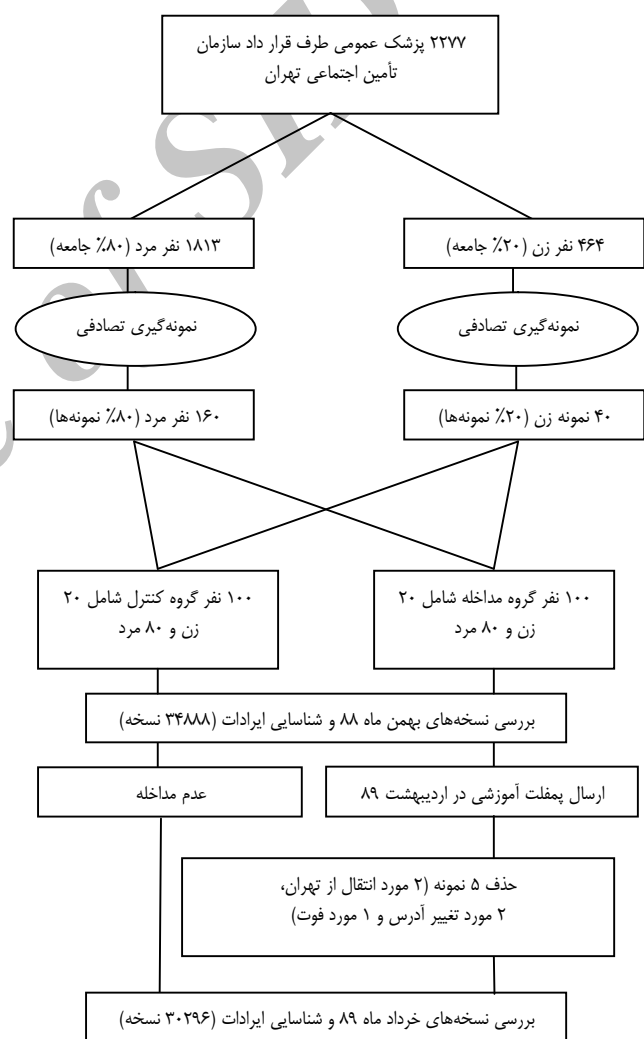 ۲۲۷۷ پزشک عمومی طرف قرار داد سازمان
تأمین اجتماعی تهران
۴۶۴ نفر زن (۲۰٪ جامعه)
۱۸۱۳ نفر مرد (۸۰٪ جامعه)
نمونه‌گیری تصادفی
نمونه‌گیری تصادفی
۴۰ نمونه زن (۲۰٪ نمونه‌ها)
۱۶۰ نفر مرد (۸۰٪ نمونه‌ها)
۱۰۰ نفر گروه مداخله شامل ۲۰
زن و ۸۰ مرد
۱۰۰ نفر گروه کنترل شامل ۲۰
زن و ۸۰ مرد
بررسی نسخه‌های بهمن ماه ۸۸ و شناسایی ایرادات (۳۴۸۸۸ نسخه)
ارسال پمفلت آموزشی در اردیبهشت ۸۹
عدم مداخله
حذف ۵ نمونه (۲ مورد انتقال از تهران،
۲ مورد تغییر آدرس و ۱ مورد فوت)
بررسی نسخه‌های خرداد ماه ۸۹ و شناسایی ایرادات (۳۰۲۹۶ نسخه)